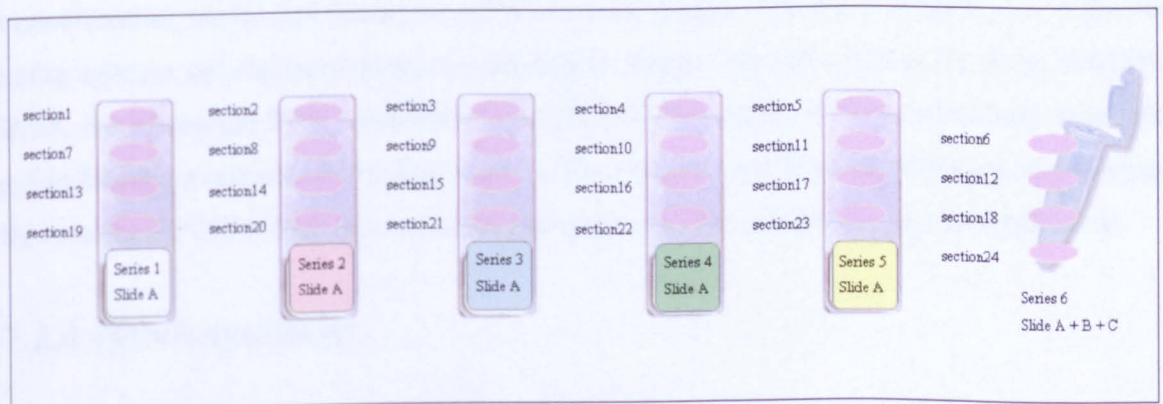 section1
section7
section13
section19
Series 1
Slide A
section2
section8
section14
section20
Series 2
Slide A
section3
section9
section15
section21
Series 3
Slide A
section4
section10
section16
section22
Series 4
Slide A
section5
section11
section17
section23
Series 5
Slide A
section6
section12
section18
section24
Series 6
Slide A + B + C